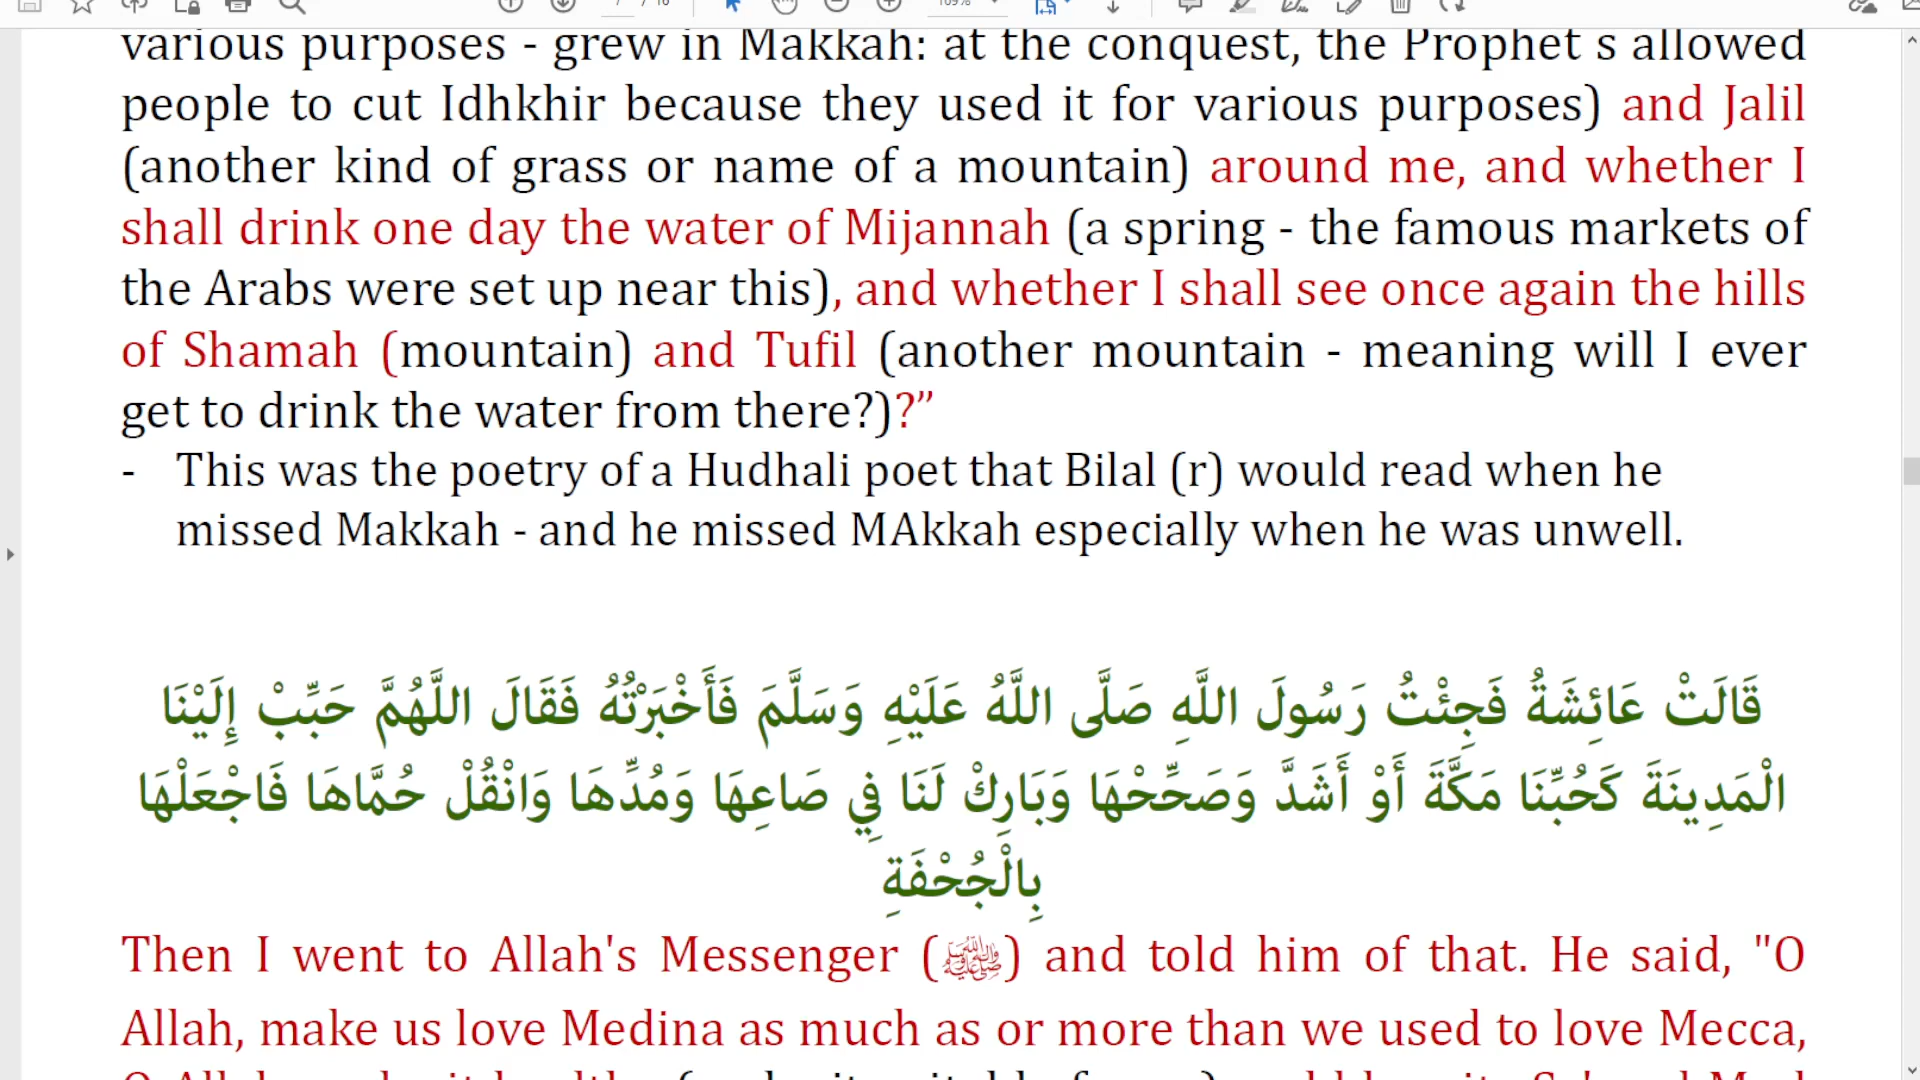 various purposes - grew in Makkah: at the conquest, the Prophet s allowed
people to cut Idhkhir because they used it for various purposes) and Jalil
(another kind of grass or name of a mountain) around me, and whether I
shall drink one day the water of Mijannah (a spring - the famous markets of
the Arabs were set up near this), and whether I shall see once again the hills
of Shamah (mountain) and Tufil (another mountain - meaning will I ever
get to drink the water from there?)?”
- This was the poetry of a Hudhali poet that Bilal (r) would read when he
missed Makkah - and he missed MAkkah especially when he was unwell.
قَالَتْ عَائِشَةُ فَجِئْتُ رَسُولَ اللَّهِ صَلَّى اللَّهُ عَلَيْهِ وَسَلَّمَ فَأَخْبَرْتُهُ فَقَالَ اللَّهُمَّ حَبِّبْ إِلَيْنَا
الْمَدِينَةَ كَحُبِّنَا مَكَّةَ أَوْ أَشَدَّ وَصَحِّحْهَا وَبَارِكْ لَنَا فِي صَاعِهَا وَمُدِّهَا وَانْقُلْ حُمَّاهَا فَاجْعَلْهَا
بِالْجُحْفَةِ
Then I went to Allah's Messenger (ﷺ) and told him of that. He said, "O
Allah, make us love Medina as much as or more than we used to love Mecca,